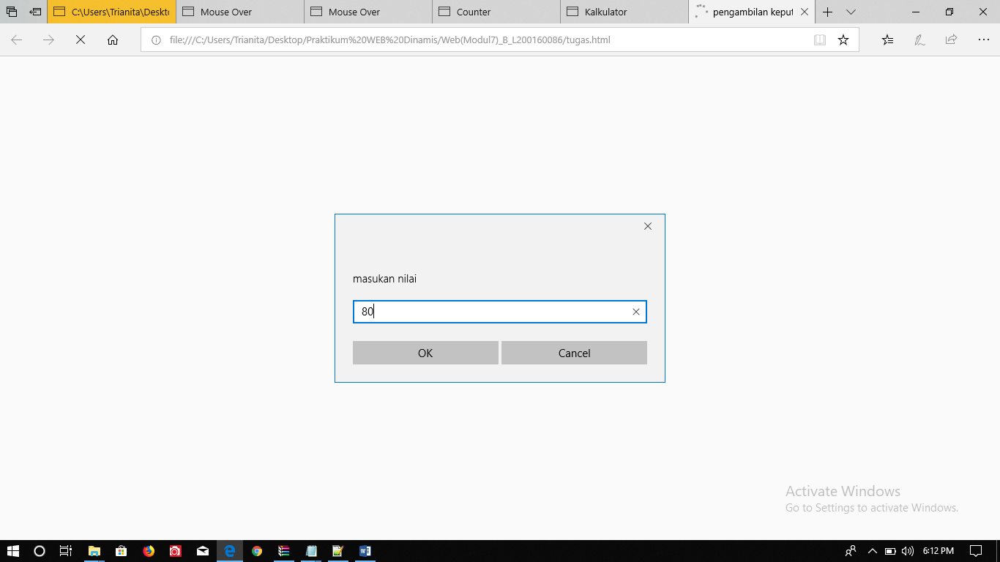 C:\Users\Trianita\Deskt
Mouse Over
Mouse Over
Counter
Kalkulator
pengambilan keput
file:///C:/Users/Trianita/Desktop/Praktikum%20WEB%20Dinamis/Web(Modul7)_B_L200160086/tugas.html
masukan nilai
80
OK Cancel
Activate Windows
Go to Settings to activate Windows.
6:12 PM